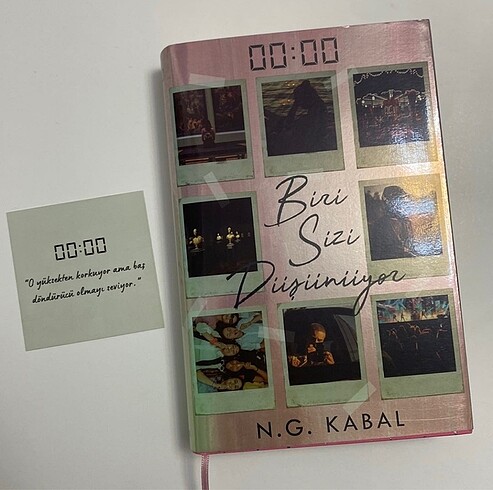 00:00
"O yüksekten korkuyor ama baş
döndürücü olmayı seviyor."
00:00
Biri
Sizi
Düşünüyor
N.G. KABAL